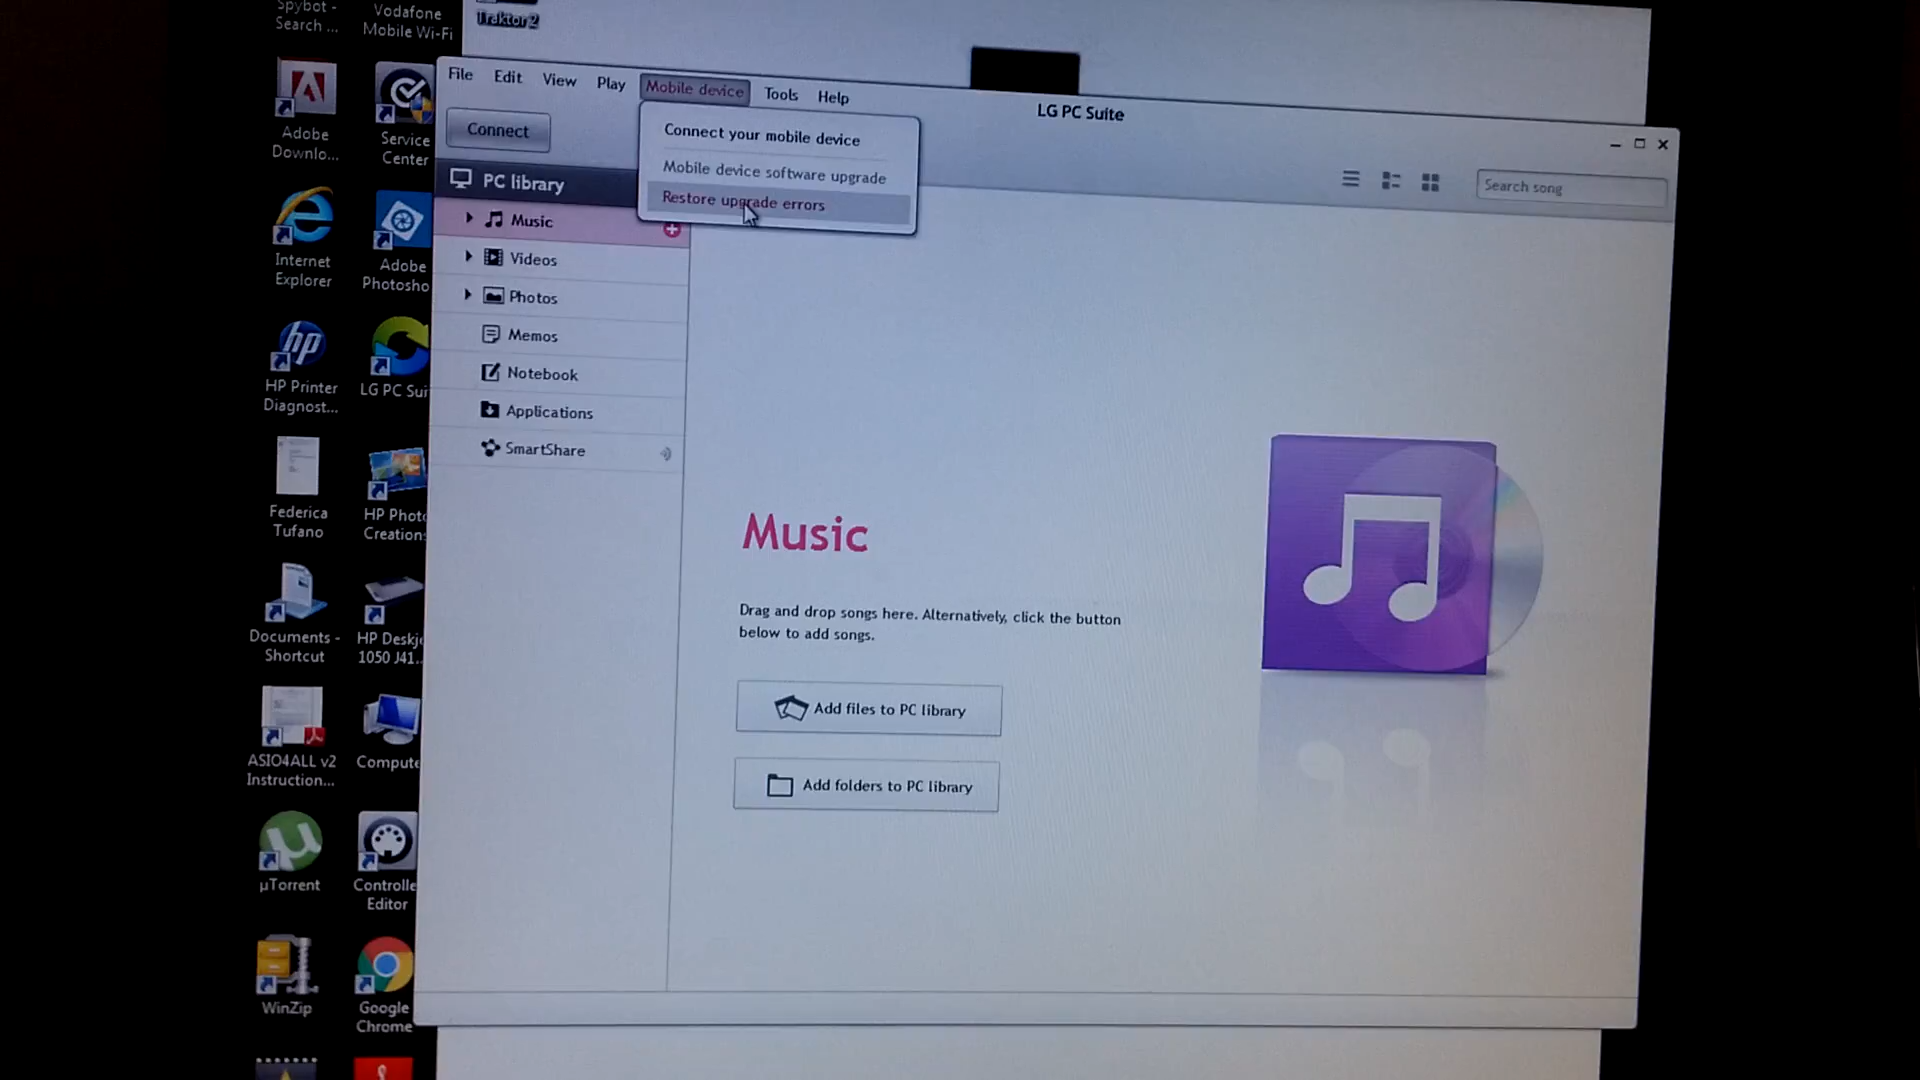 Spybot -
Search ...
Vodafone
Mobile Wi-Fi
Traktor 2
Adobe
Downlo...
Service
Center
Internet
Explorer
Adobe
Photosho
hp
HP Printer
Diagnost...
LG PC Sui
Federica
Tufano
HP Photo
Creations
Documents -
Shortcut
HP Deskje
1050 J41...
ASIO4ALL v2
Instruction...
Compute
µTorrent
Controlle
Editor
WinZip
Google
Chrome
File Edit View Play Mobile device Tools Help
LG PC Suite
Connect
Connect your mobile device
Mobile device software upgrade
Restore upgrade errors
Search song
PC library
Music
Videos
Photos
Memos
Notebook
Applications
SmartShare
Music
Drag and drop songs here. Alternatively, click the button
below to add songs.
Add files to PC library
Add folders to PC library